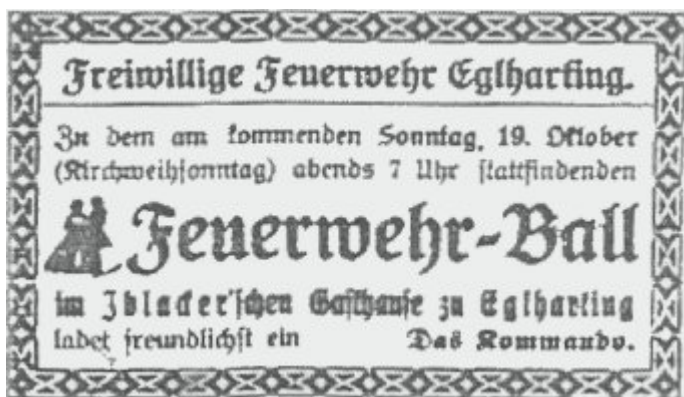 Freiwillige Feuerwehr Eglharting.
Zu dem am kommenden Sonntag, 19. Oktober
(Kirchweihsonntag) abends 7 Uhr stattfindenden
Feuerwehr-Ball
im Iblacker'schen Gasthause zu Eglharting
ladet freundlichst ein Das Kommando.